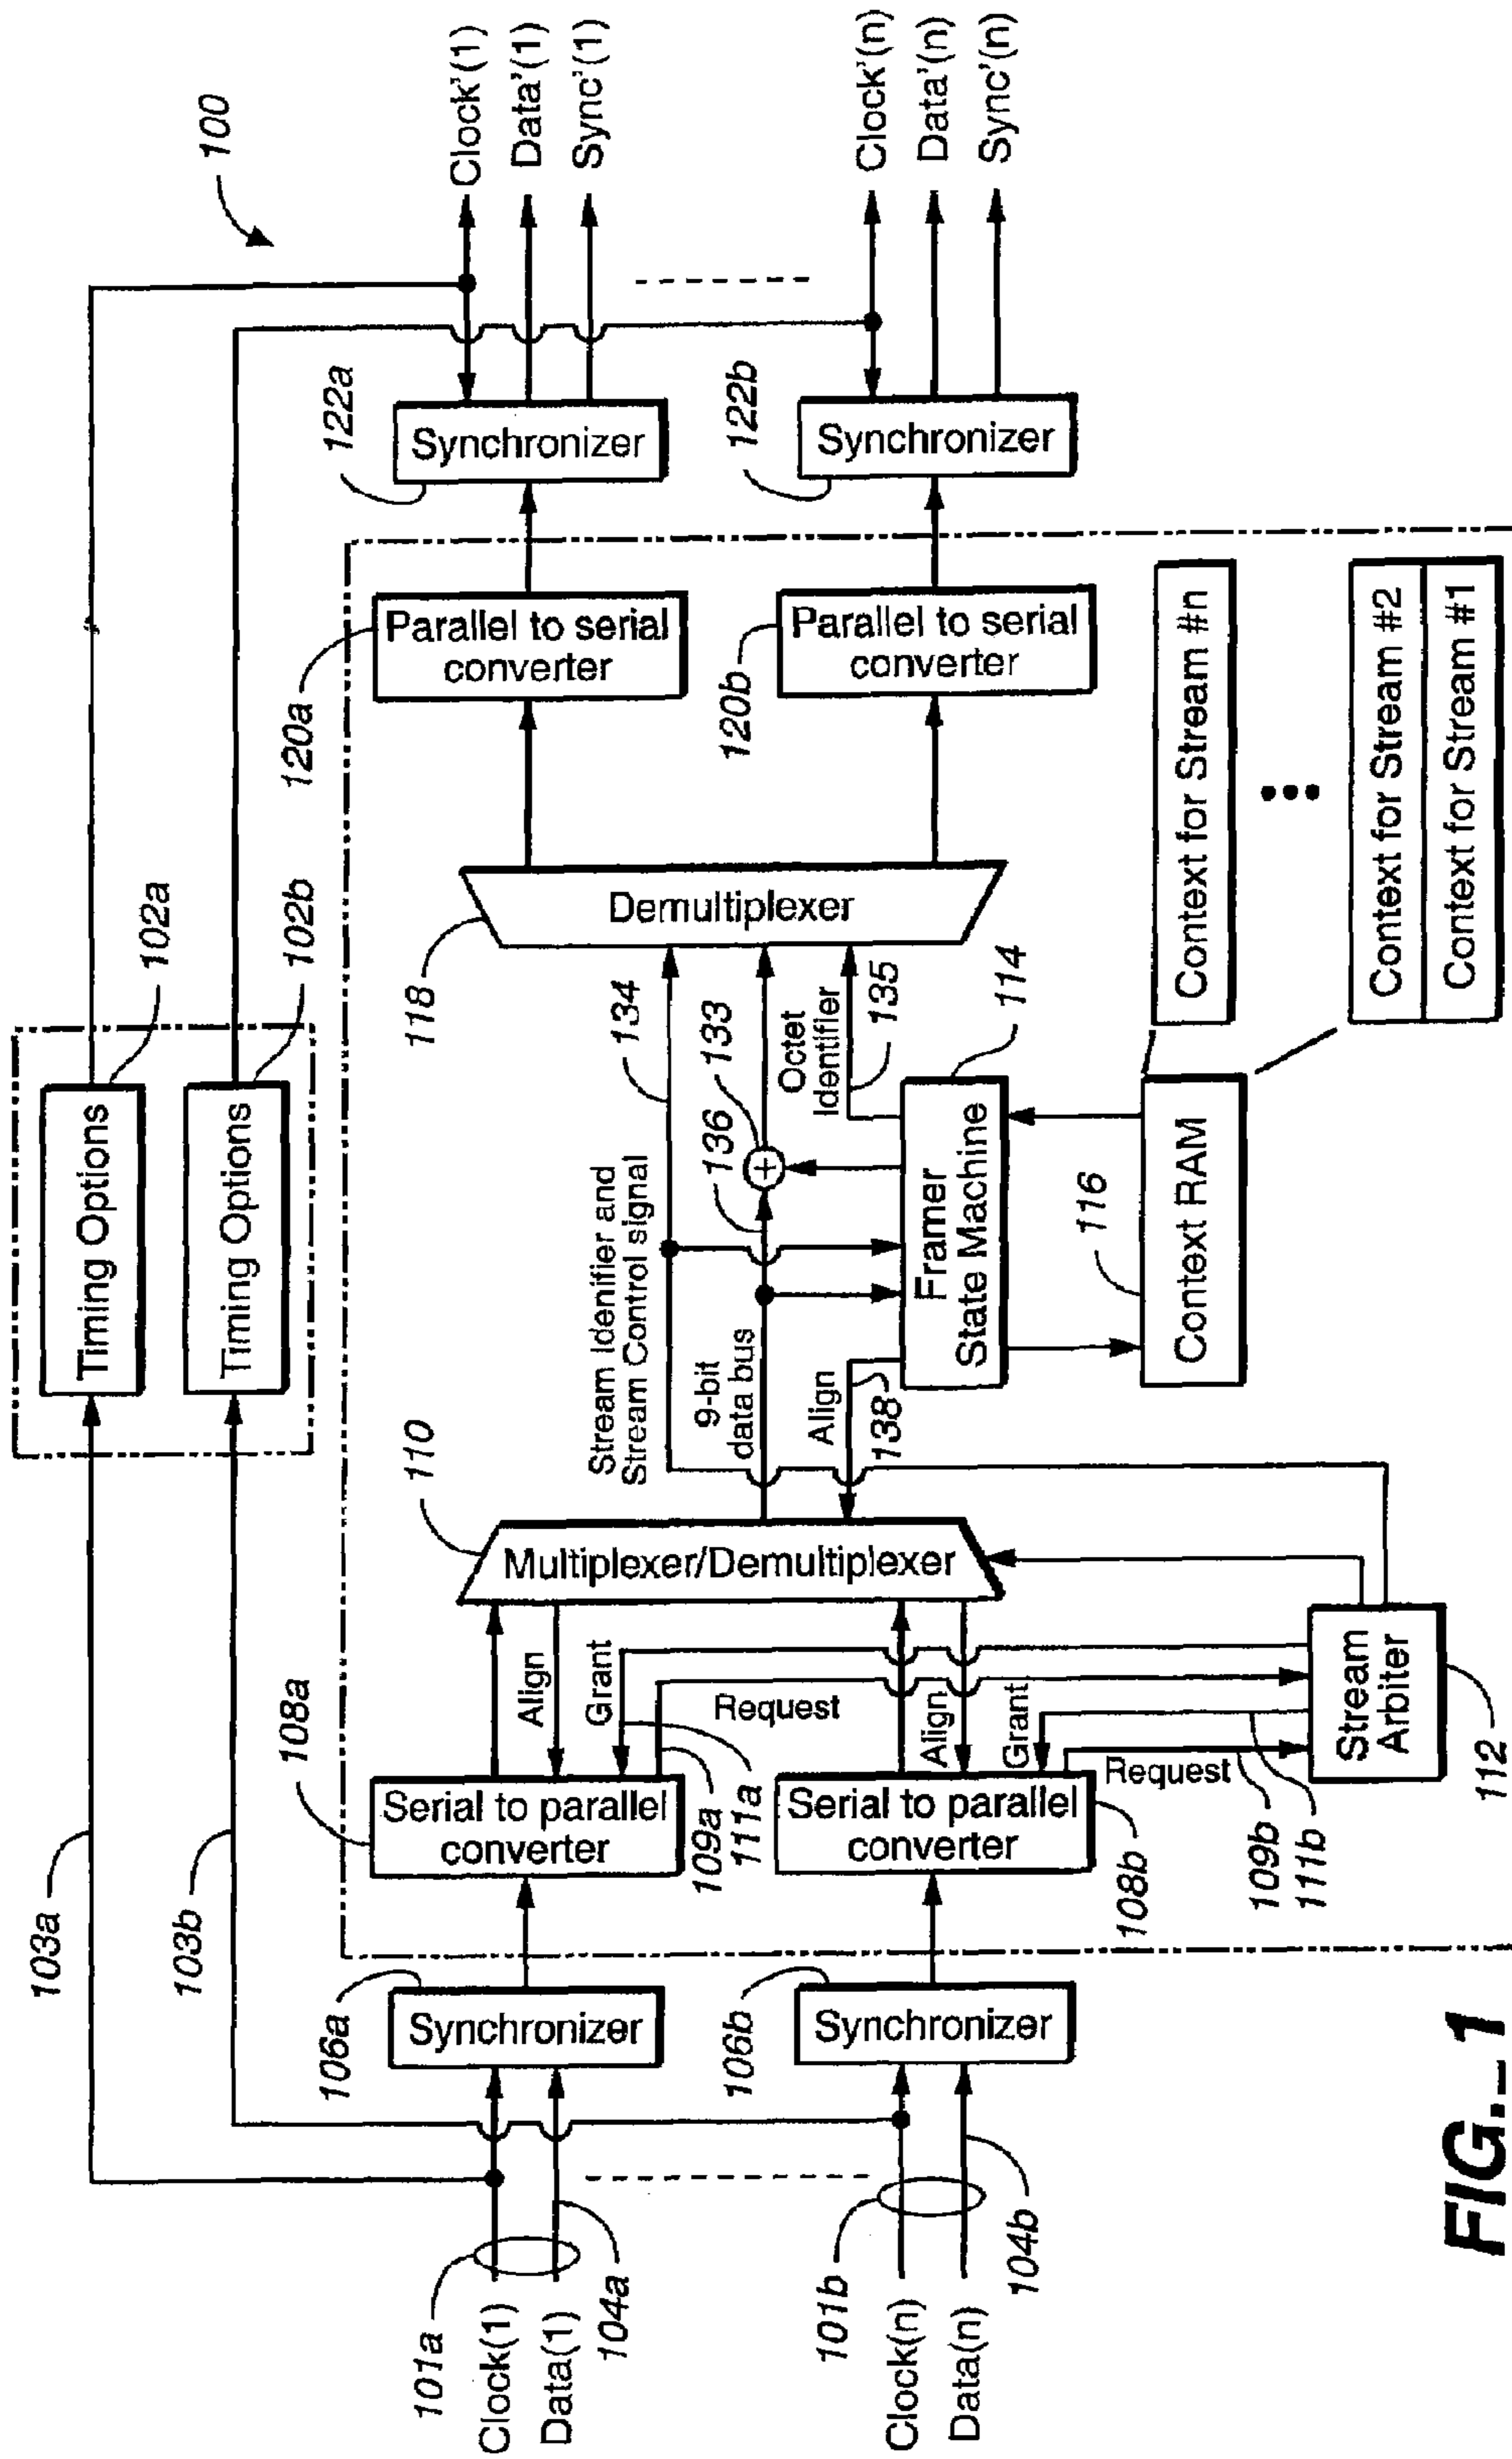 100
103a
103b
Timing Options
102a
Timing Options
102b
101a
Clock(1)
Data(1)
104a
106a
Synchronizer
108a
Serial to parallel
converter
Align
Grant
Request
109a
111a
110
Multiplexer/Demultiplexer
Stream Idenifier and
Stream Control signal
134
9-bit
data bus
136
133
Align
138
Octet
Identifier
135
118
Demultiplexer
120a
Parallel to serial
converter
122a
Synchronizer
Clock'(1)
Data'(1)
Sync'(1)
101b
Clock(n)
Data(n)
104b
106b
Synchronizer
Serial to parallel
converter
108b
Align
Grant
Request
109b
111b
Stream
Arbiter
112
Framer
State Machine
114
116
Context RAM
120b
Parallel to serial
converter
122b
Synchronizer
Clock'(n)
Data'(n)
Sync'(n)
Context for Stream #n
Context for Stream #2
Context for Stream #1
FIG._1